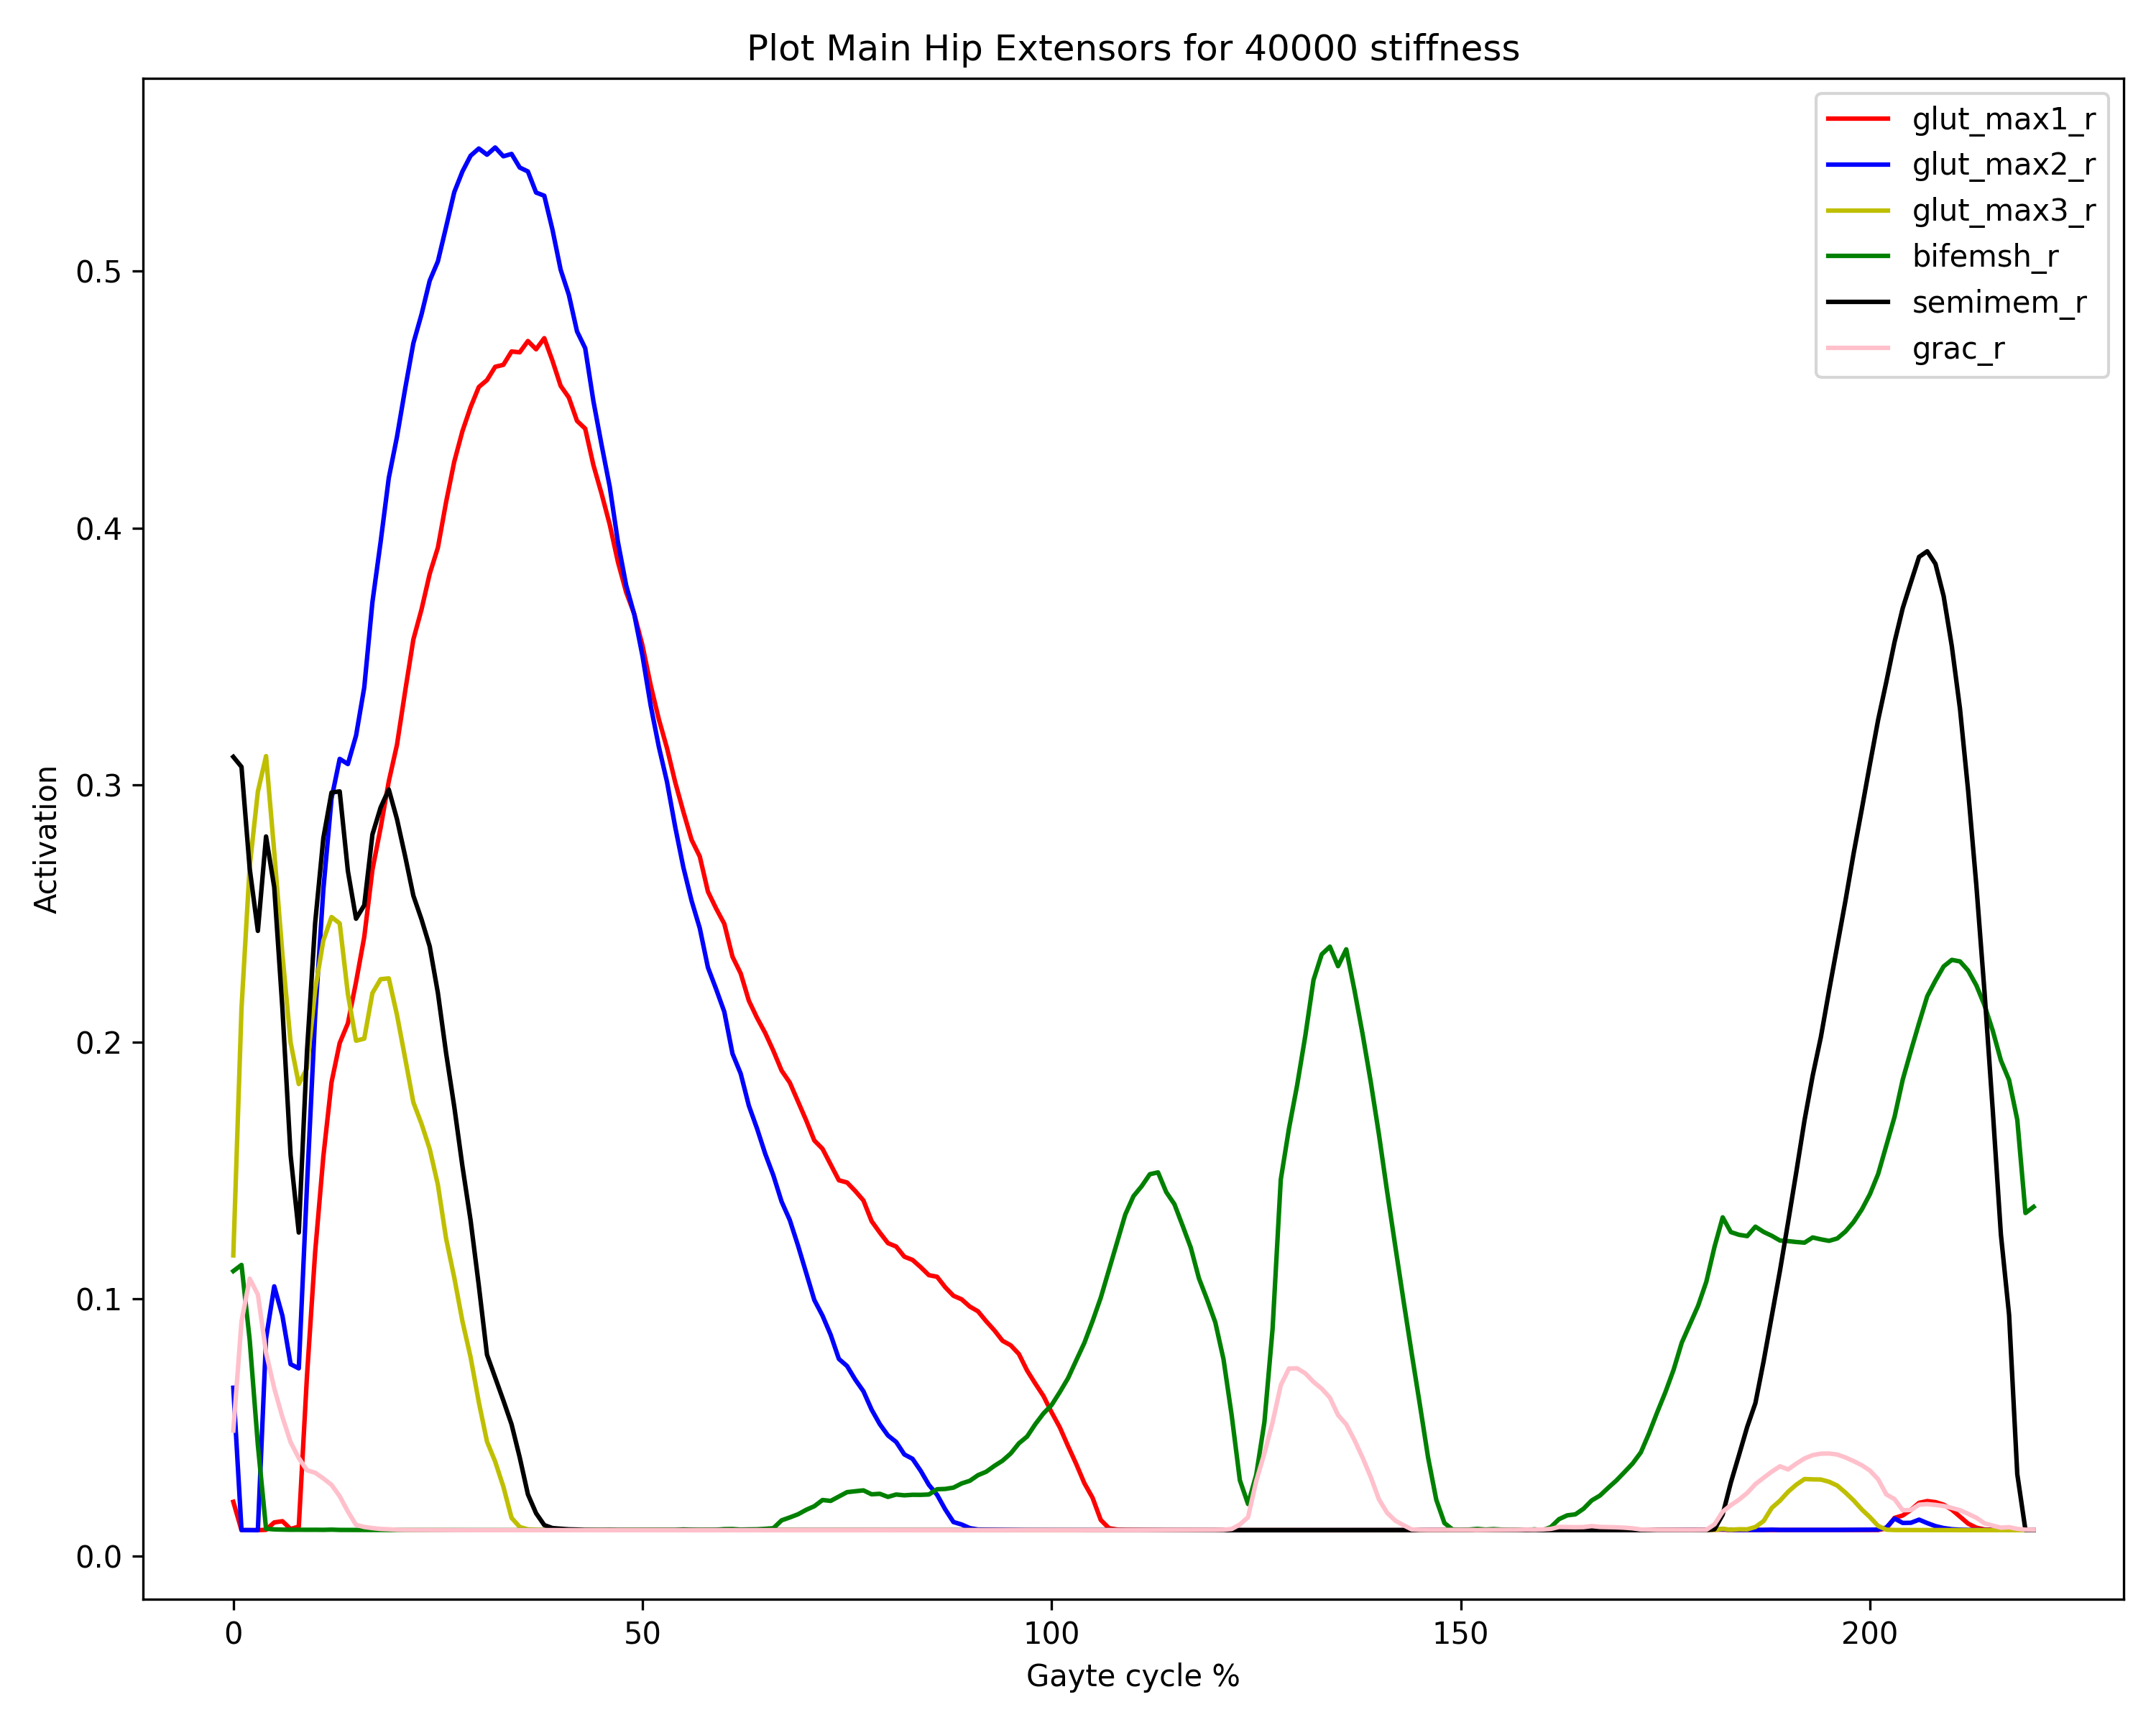 Plot Main Hip Extensors for 40000 stiffness
glut_max1_r
glut_max2_r
glut_max3_r
bifemsh_r
semimem_r
grac_r
0.5
0.4
0.3
0.2
0.1
0.0
Activation
0 50 100 150 200
Gayte cycle %